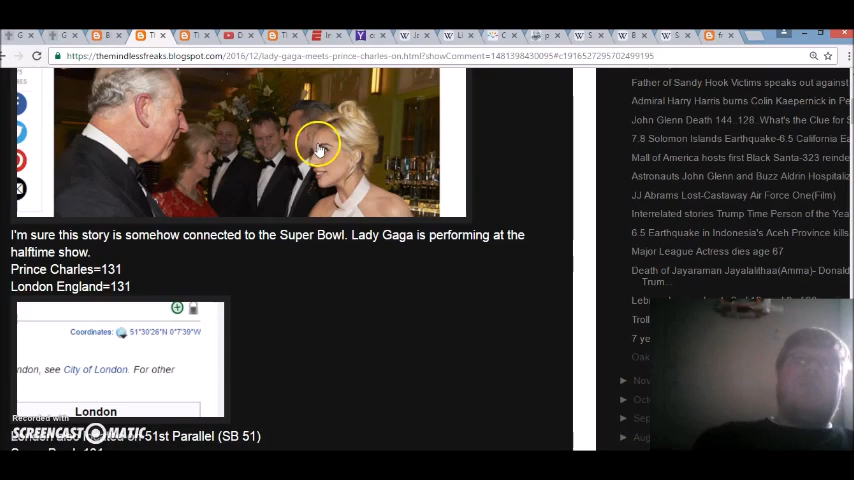 https://themindlessfreaks.blogspot.com/2016/12/lady-gaga-meets-prince-charles-on.html?showComment=1481398430095#c1916527295702499195
I'm sure this story is somehow connected to the Super Bowl. Lady Gaga is performing at the
halftime show.
Prince Charles=131
London England=131
Coordinates: 51°30′26″N 0°7′39″W
ndon, see City of London. For other
London
Recorded with
SCREENCAST MATIC
London also located on 51st Parallel (SB 51)
Father of Sandy Hook Victims speaks out against
Admiral Harry Harris burns Colin Kaepernick in Pe
John Glenn Death 144..128..What's the Clue for S
7.8 Solomon Islands Earthquake-6.5 California Ea
Mall of America hosts first Black Santa-323 reinde
Astronauts John Glenn and Buzz Aldrin Hospitaliz
JJ Abrams Lost-Castaway Air Force One(Film)
Interrelated stories Trump Time Person of the Yea
6.5 Earthquake in Indonesia's Aceh Province kills
Major League Actress dies age 67
Death of Jayaraman Jayalalithaa(Amma)- Donald
Trum...
Troll
7 ye
Oak
Nov
Oct
Sep
Aug